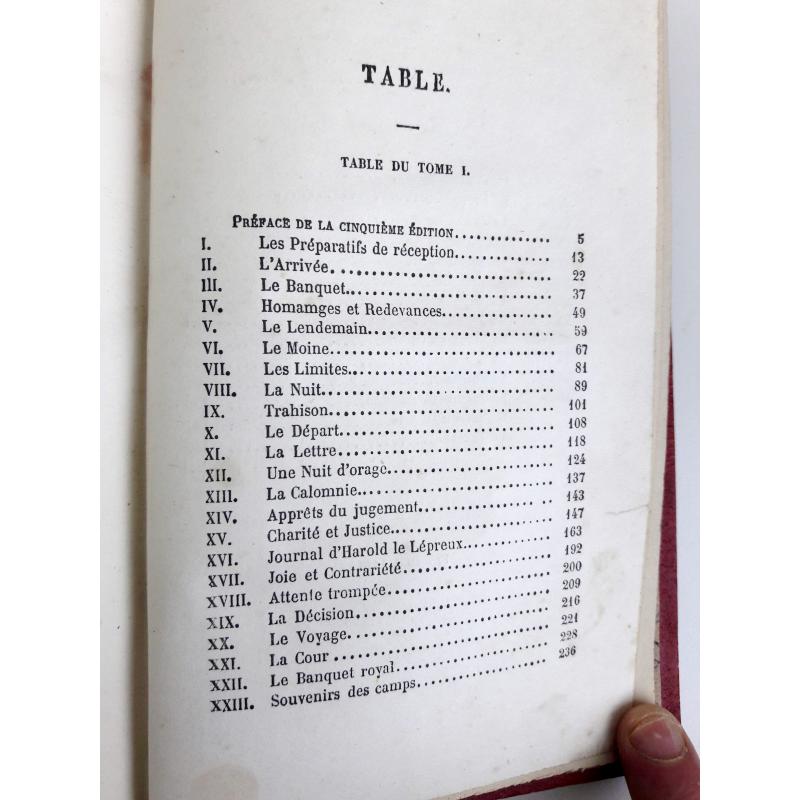 TABLE.
—
TABLE DU TOME I.
PRÉFACE DE LA CINQUIÈME ÉDITION............... 5
I. Les Préparatifs de réception............... 13
II. L'Arrivée............... 22
III. Le Banquet............... 37
IV. Homamges et Redevances............... 49
V. Le Lendemain............... 59
VI. Le Moine............... 67
VII. Les Limites............... 81
VIII. La Nuit............... 89
IX. Trahison............... 101
X. Le Départ............... 108
XI. La Lettre............... 118
XII. Une Nuit d'orage............... 124
XIII. La Calomnie............... 137
XIV. Apprêts du jugement............... 143
XV. Charité et Justice............... 147
XVI. Journal d'Harold le Lépreux............... 163
XVII. Joie et Contrariété............... 192
XVIII. Attente trompée............... 200
XIX. La Décision............... 209
XX. Le Voyage............... 216
XXI. La Cour............... 221
XXII. Le Banquet royal............... 228
XXIII. Souvenirs des camps............... 236